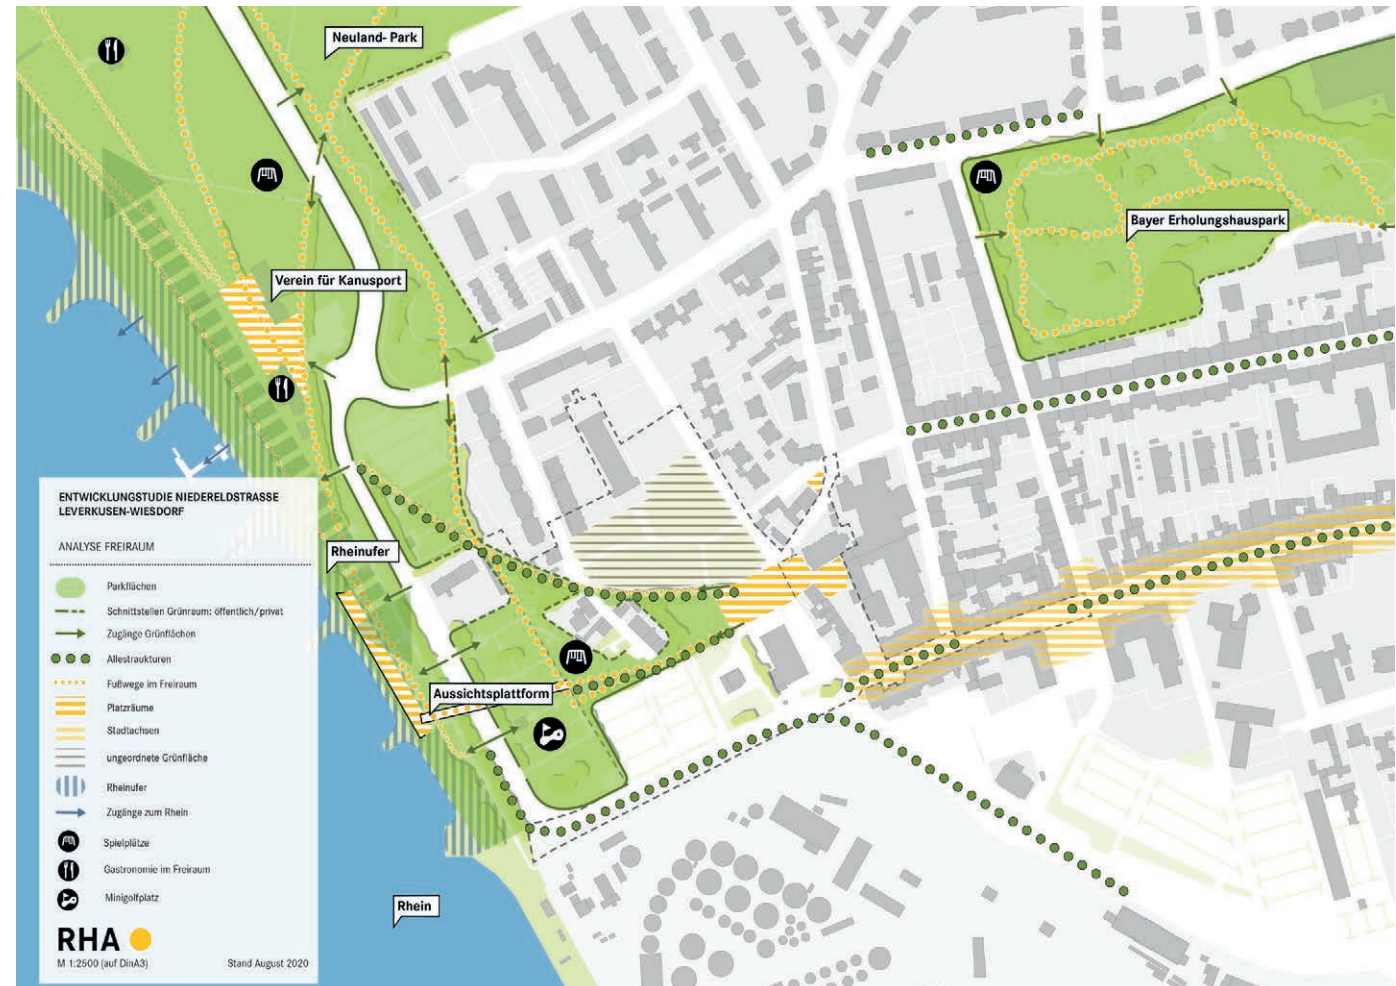 Neuland- Park
Bayer Erholungshauspark
Verein für Kanusport
Rheinufer
Aussichtsplattform
Rhein
ENTWICKLUNGSTUDIE NIEDERELDSTRASSE
LEVERKUSEN-WIESDORF
ANALYSE FREIRAUM
Parkflächen
Schnittstellen Grünraum: öffentlich/privat
Zugänge Grünflächen
Allestraukturen
Fußwege im Freiraum
Platzräume
Stadtachsen
ungeordnete Grünfläche
Rheinufer
Zugänge zum Rhein
Spielplätze
Gastronomie im Freiraum
Minigolfplatz
RHA
M 1:2500 (auf DinA3) Stand August 2020